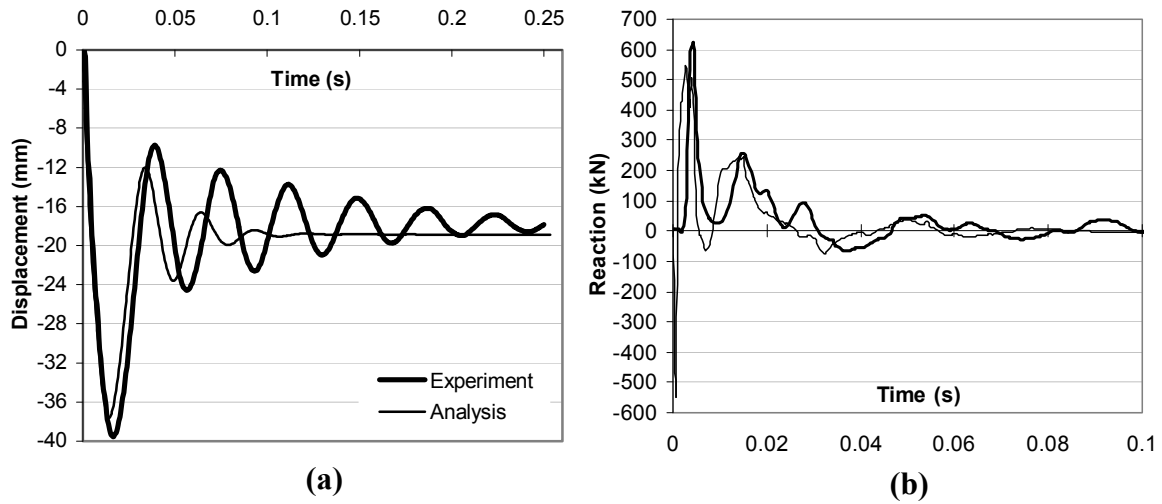 0 0.05 0.1 0.15 0.2 0.25
Time (s)
Displacement (mm)
0
-4
-8
-12
-16
-20
-24
-28
-32
-36
-40
Experiment
Analysis
(a)
Reaction (kN)
700
600
500
400
300
200
100
0
-100
-200
-300
-400
-500
-600
Time (s)
0 0.02 0.04 0.06 0.08 0.1
(b)